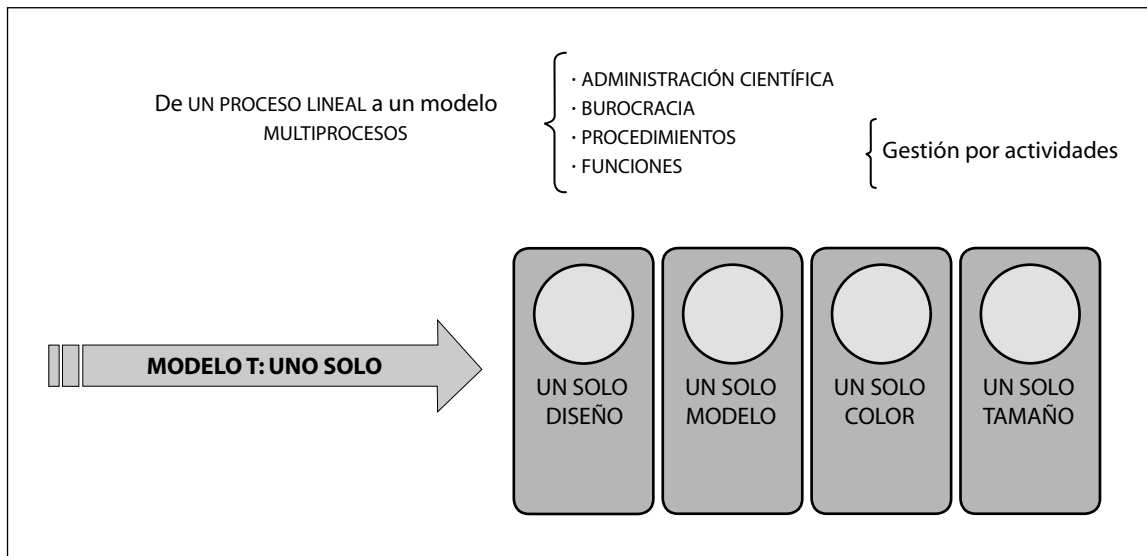 De UN PROCESO LINEAL a un modelo
MULTIPROCESOS
· ADMINISTRACIÓN CIENTÍFICA
· BUROCRACIA
· PROCEDIMIENTOS
· FUNCIONES
Gestión por actividades
MODELO T: UNO SOLO
UN SOLO
DISEÑO
UN SOLO
MODELO
UN SOLO
COLOR
UN SOLO
TAMAÑO